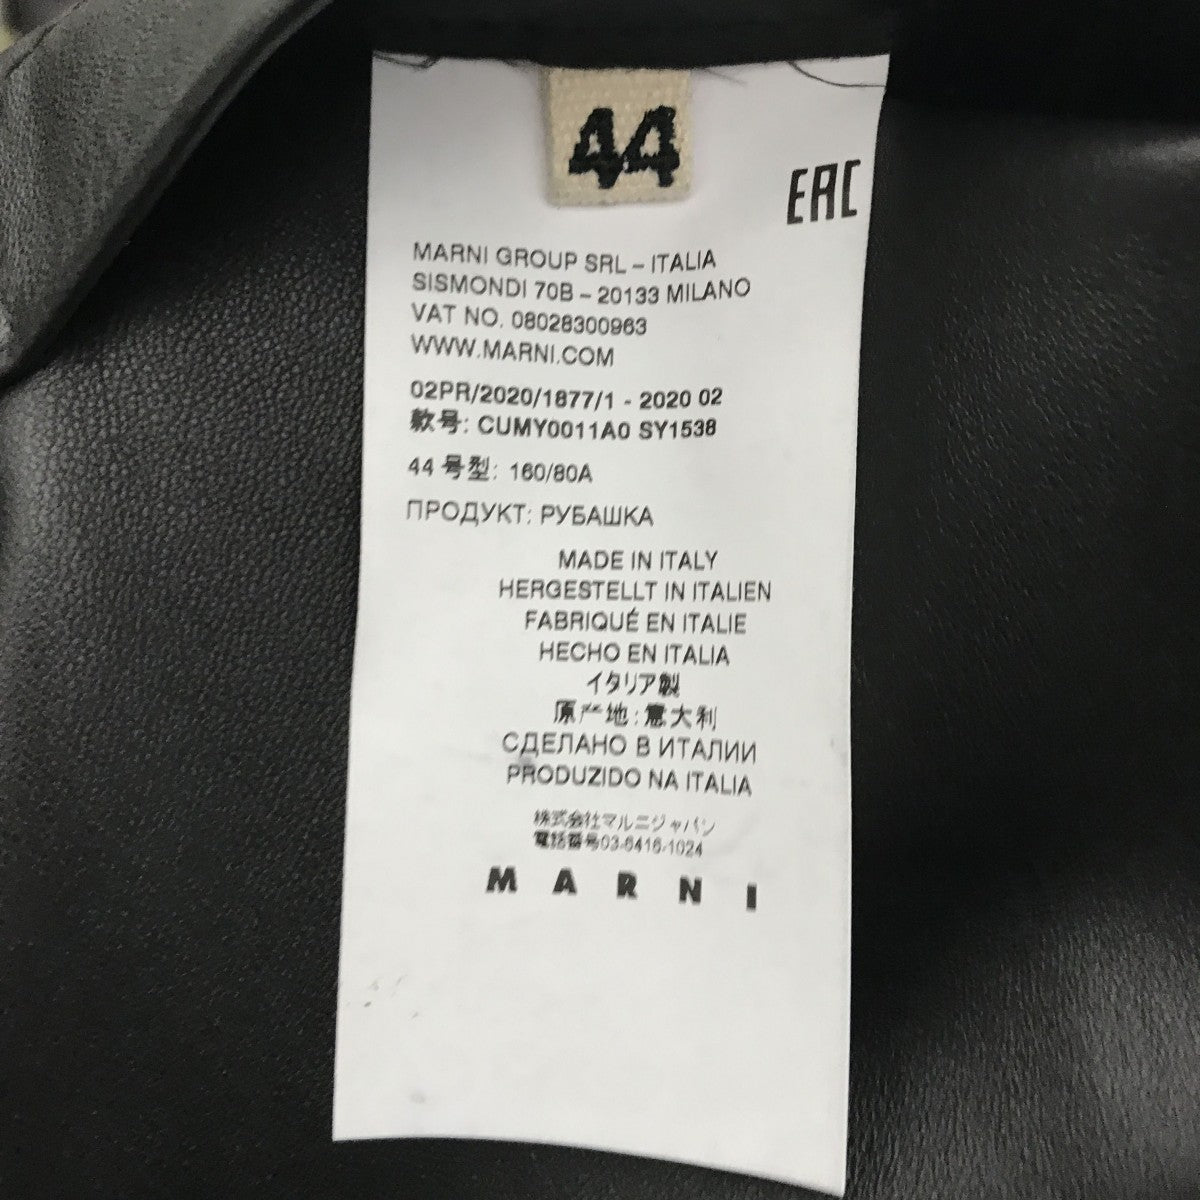 44
EAC
MARNI GROUP SRL – ITALIA
SISMONDI 70B – 20133 MILANO
VAT NO. 08028300963
WWW.MARNI.COM
02PR/2020/1877/1 - 2020 02
款号: CUMY0011A0 SY1538
44 号型: 160/80A
ПРОДУКТ: РУБАШКА
MADE IN ITALY
HERGESTELLT IN ITALIEN
FABRIQUÉ EN ITALIE
HECHO EN ITALIA
イタリア製
原产地: 意大利
СДЕЛАНО В ИТАЛИИ
PRODUZIDO NA ITALIA
株式会社マルニジャパン
電話番号03-6416-1024
MARNI